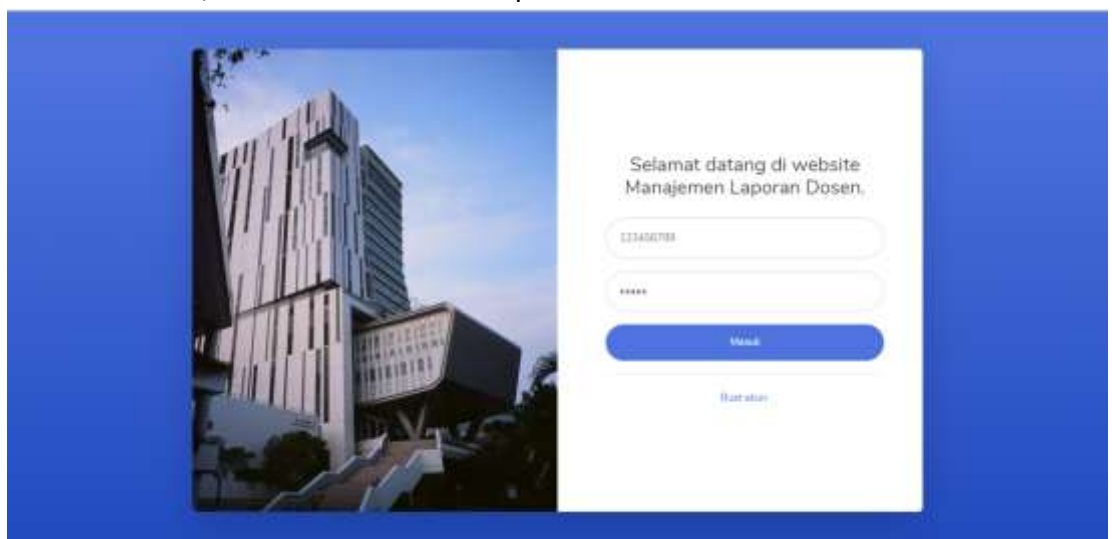 Selamat datang di website
Manajemen Laporan Dosen.
123456789
Masuk
Buat akun